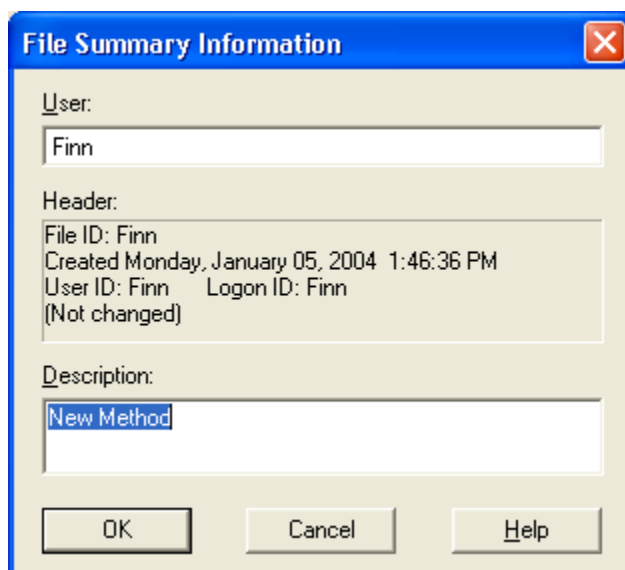 File Summary Information
User:
Finn
Header:
File ID: Finn
Created Monday, January 05, 2004  1:46:36 PM
User ID: Finn     Logon ID: Finn
(Not changed)
Description:
New Method
OK Cancel Help